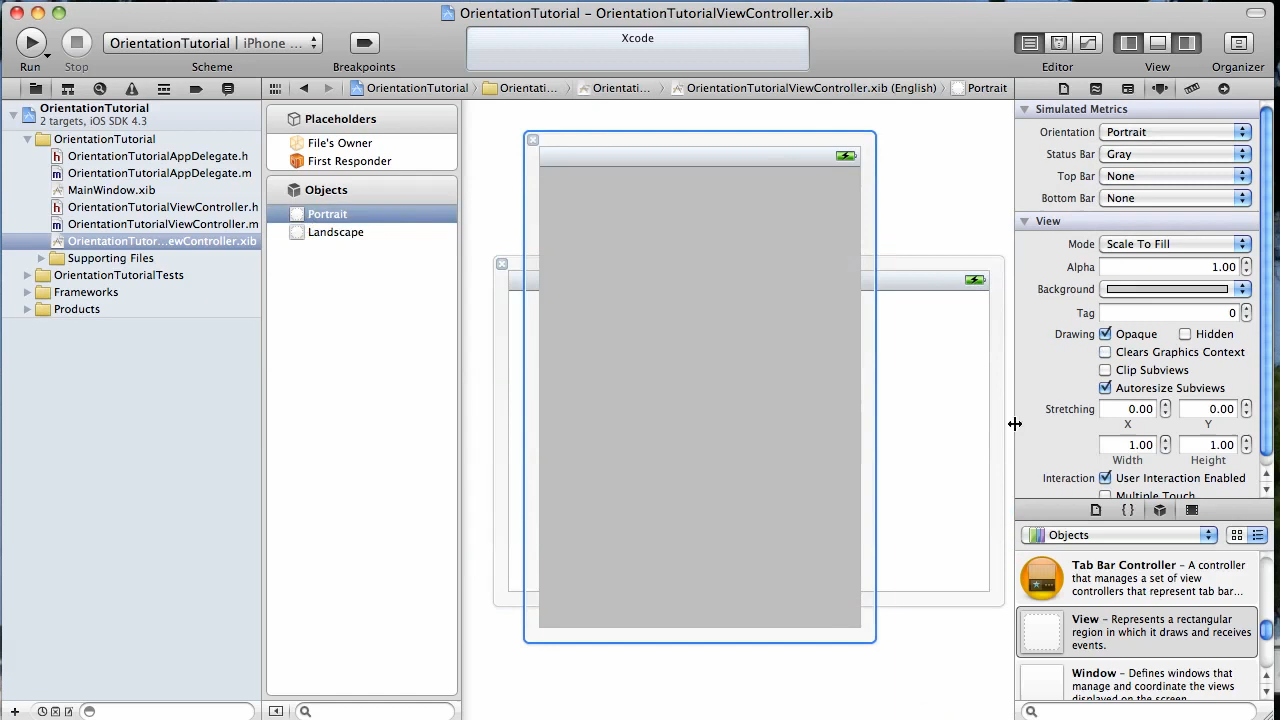 OrientationTutorial – OrientationTutorialViewController.xib
OrientationTutorial | iPhone ...
Xcode
Run
Stop
Scheme
Breakpoints
Editor
View
Organizer
OrientationTutorial
Orientati...
Orientati...
OrientationTutorialViewController.xib (English)
Portrait
OrientationTutorial
2 targets, iOS SDK 4.3
OrientationTutorial
OrientationTutorialAppDelegate.h
OrientationTutorialAppDelegate.m
MainWindow.xib
OrientationTutorialViewController.h
OrientationTutorialViewController.m
OrientationTutor...ewController.xib
Supporting Files
OrientationTutorialTests
Frameworks
Products
Placeholders
File's Owner
First Responder
Objects
Portrait
Landscape
Simulated Metrics
Orientation Portrait
Status Bar Gray
Top Bar None
Bottom Bar None
View
Mode Scale To Fill
Alpha 1.00
Background
Tag 0
Drawing Opaque Hidden
Clears Graphics Context
Clip Subviews
Autoresize Subviews
Stretching 0.00 0.00
X Y
1.00 1.00
Width Height
Interaction User Interaction Enabled
Multiple Touch
Objects
Tab Bar Controller – A controller
that manages a set of view
controllers that represent tab bar...
View – Represents a rectangular
region in which it draws and receives
events.
Window – Defines windows that
manage and coordinate the views
displayed on the screen